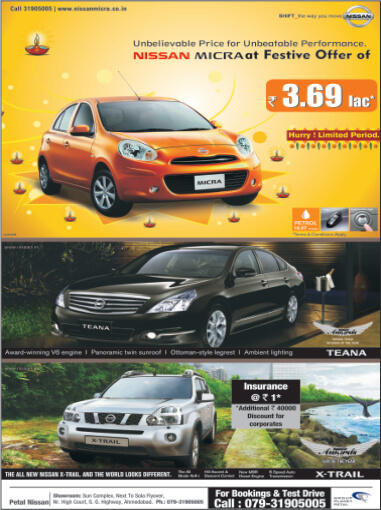 Call 31905005 | www.nissanmicra.co.in
SHIFT_the way you move
NISSAN
Unbelievable Price for Unbeatable Performance.
NISSAN MICRA at Festive Offer of
₹ 3.69 lac*
Hurry ! Limited Period.
MICRA
PETROL
*Terms & Conditions Apply.
TEANA
Award-winning V6 engine | Panoramic twin sunroof | Ottoman-style legrest | Ambient lighting
TEANA
Insurance
@ ₹ 1*
*Additional ₹ 40000
Discount for
corporates
X-TRAIL
THE ALL NEW NISSAN X-TRAIL. AND THE WORLD LOOKS DIFFERENT.
X-TRAIL
Petal Nissan
Showroom: Sun Complex, Next To Sola Flyover,
Nr. High Court, S. G. Highway, Ahmedabad. Ph: 079-31905005
For Bookings & Test Drive
Call : 079-31905005